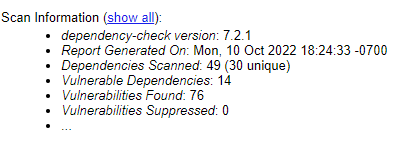 Scan Information (show all):
• dependency-check version: 7.2.1
• Report Generated On: Mon, 10 Oct 2022 18:24:33 -0700
• Dependencies Scanned: 49 (30 unique)
• Vulnerable Dependencies: 14
• Vulnerabilities Found: 76
• Vulnerabilities Suppressed: 0
• ...